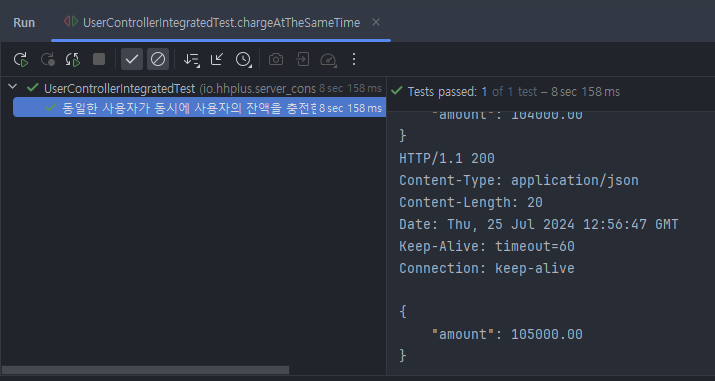 Run
UserControllerIntegratedTest.chargeAtTheSameTime
UserControllerIntegratedTest (io.hhplus.server_cons 8 sec 158 ms
동일한 사용자가 동시에 사용자의 잔액을 충전한 8 sec 158 ms
Tests passed: 1 of 1 test – 8 sec 158 ms
"amount": 104000.00
}
HTTP/1.1 200
Content-Type: application/json
Content-Length: 20
Date: Thu, 25 Jul 2024 12:56:47 GMT
Keep-Alive: timeout=60
Connection: keep-alive
{
"amount": 105000.00
}